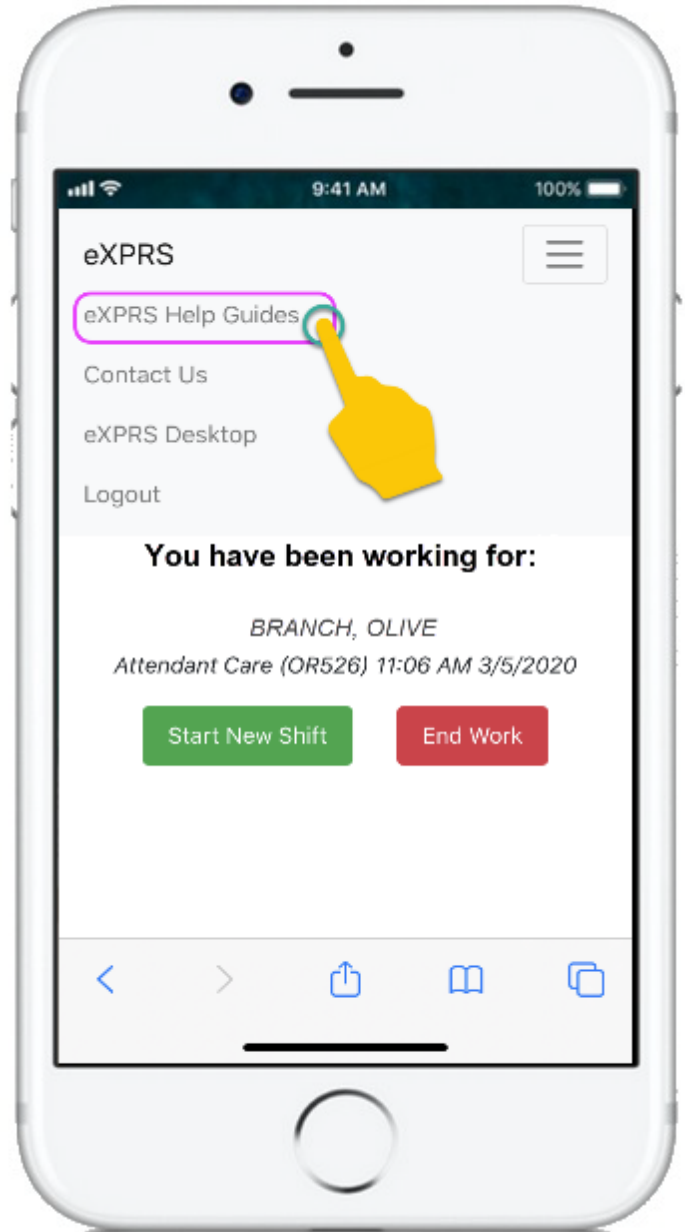 9:41 AM 100%
eXPRS
eXPRS Help Guides
Contact Us
eXPRS Desktop
Logout
You have been working for:
BRANCH, OLIVE
Attendant Care (OR526) 11:06 AM 3/5/2020
Start New Shift End Work